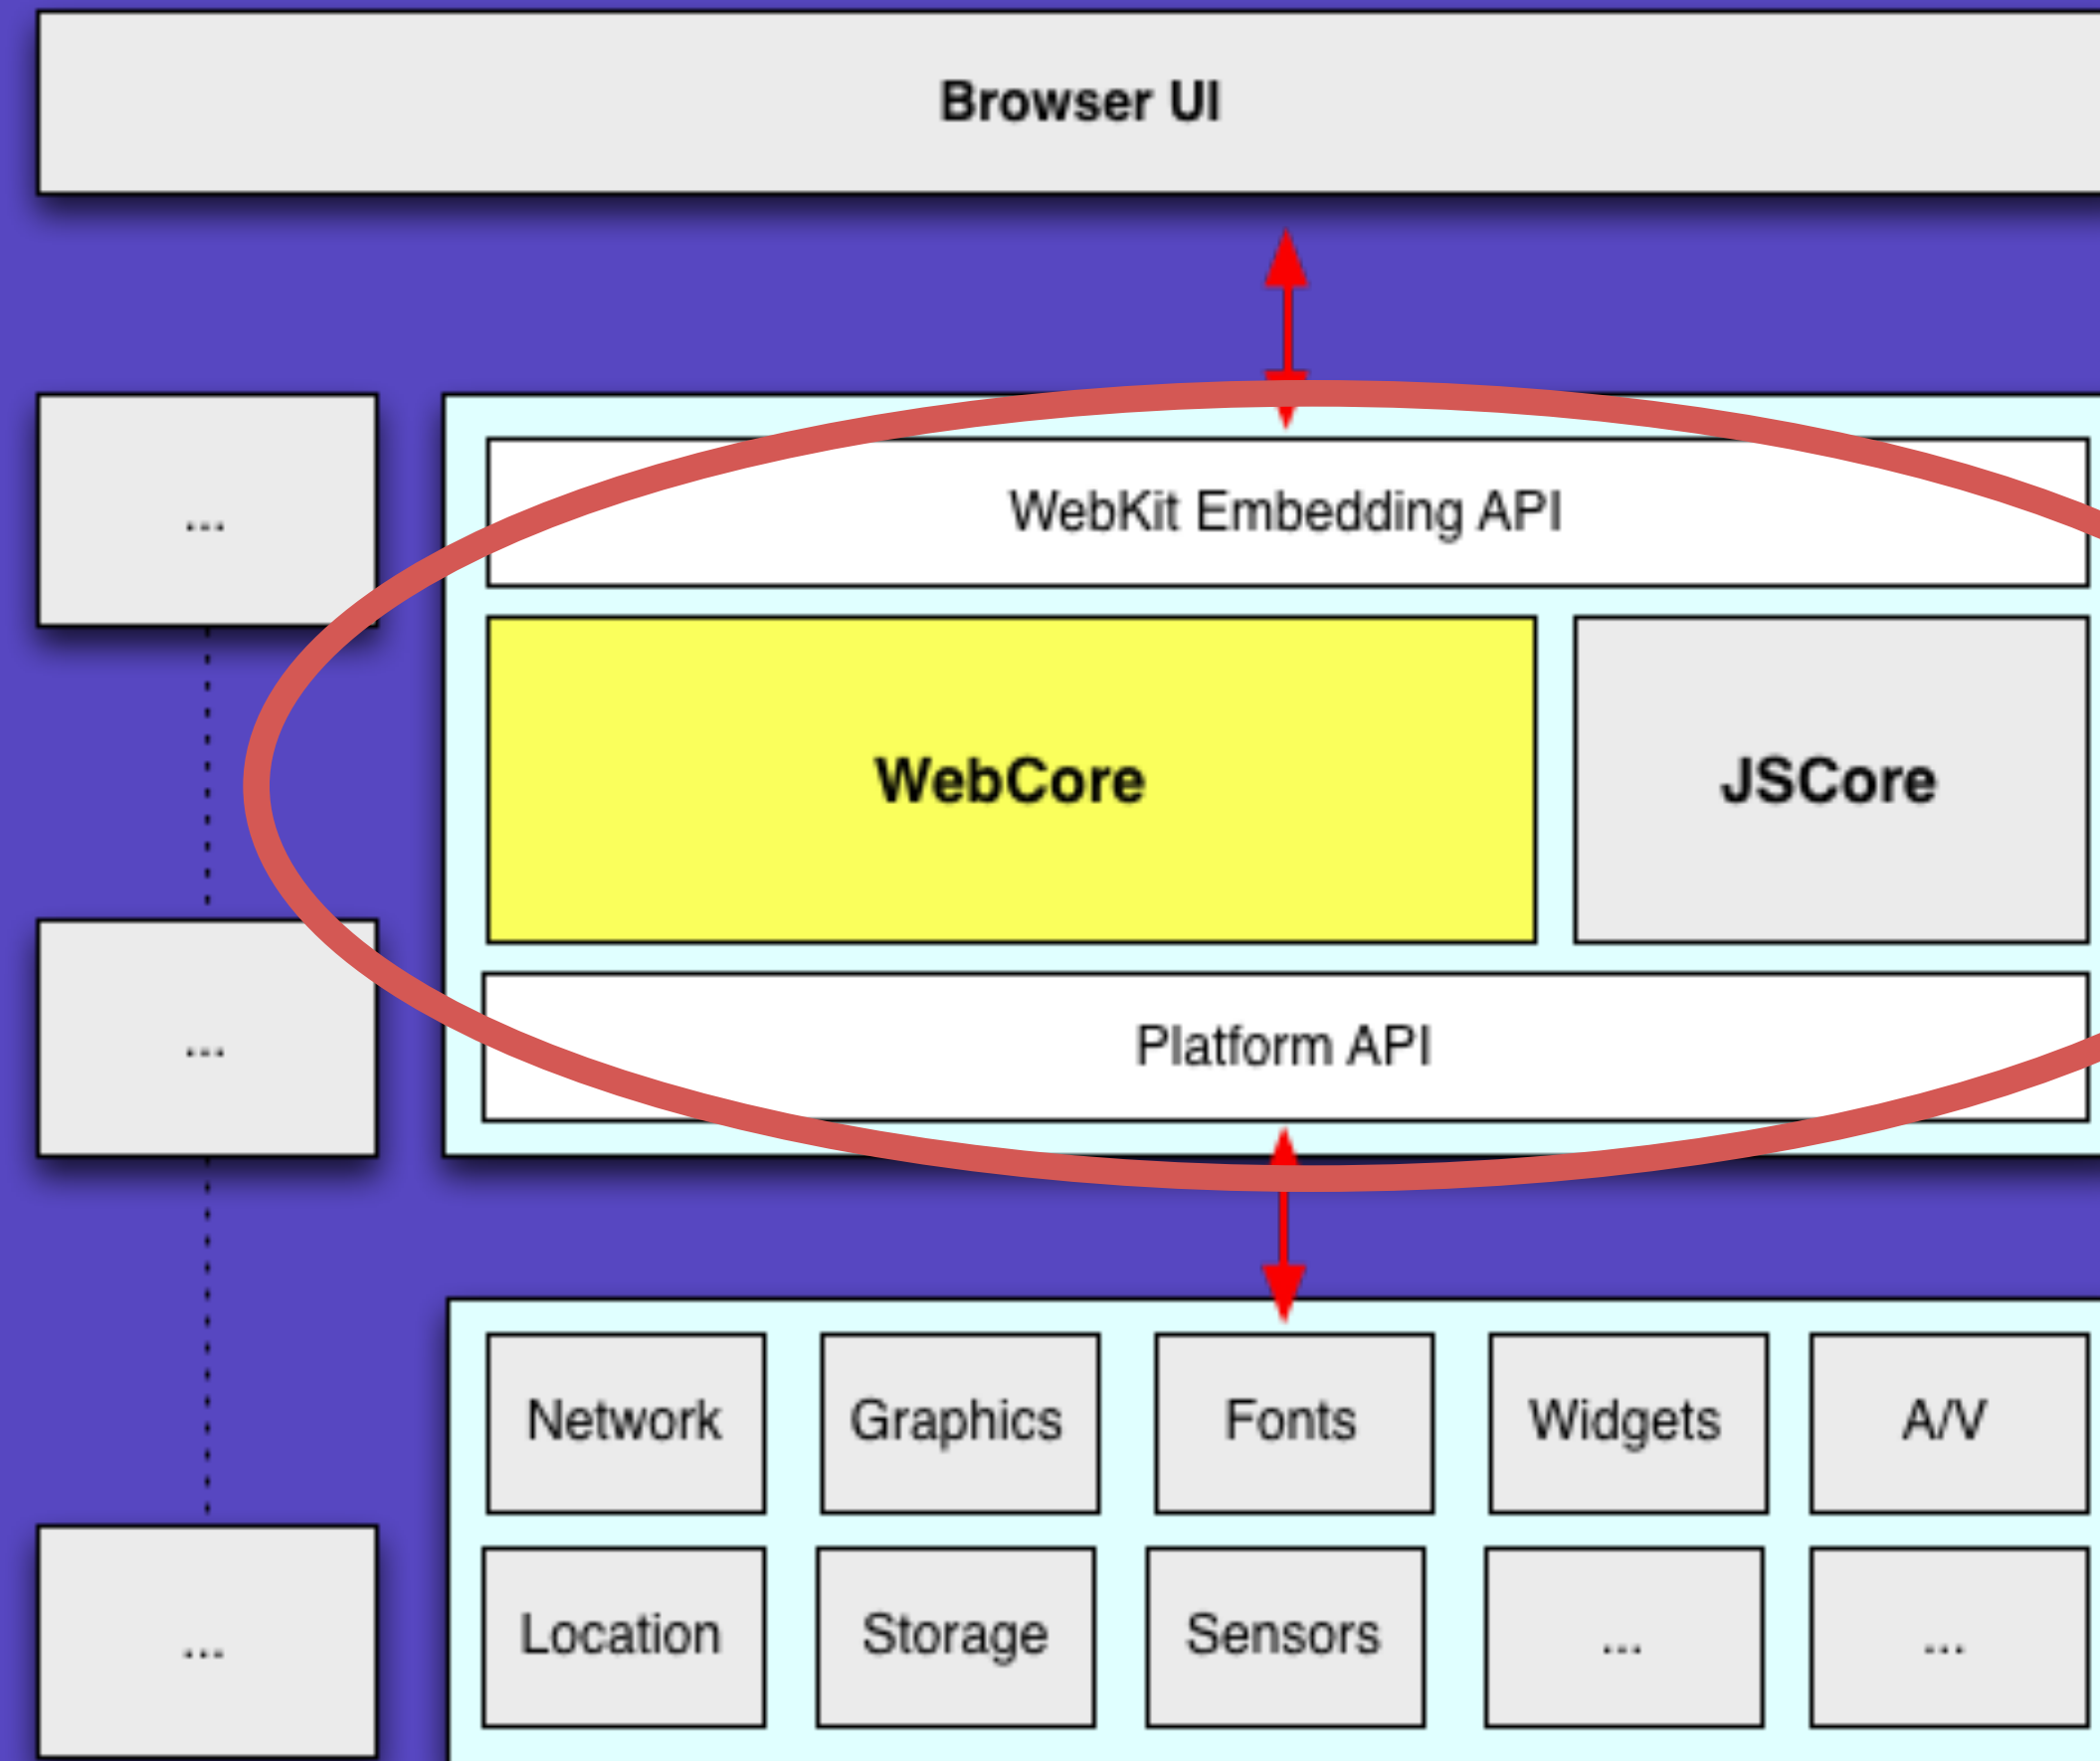 Browser UI
...
WebKit Embedding API
WebCore
JSCore
...
Platform API
Network
Graphics
Fonts
Widgets
A/V
...
Location
Storage
Sensors
...
...